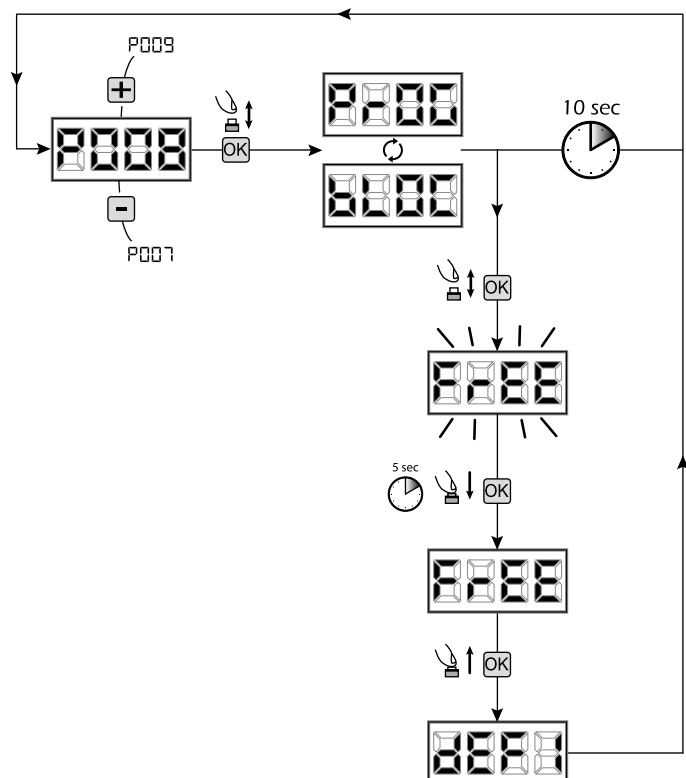 P009
+
10 sec
PrOG
P008
OK
bLOC
-
P007
OK
FrEE
5 sec
OK
FrEE
OK
dEF1